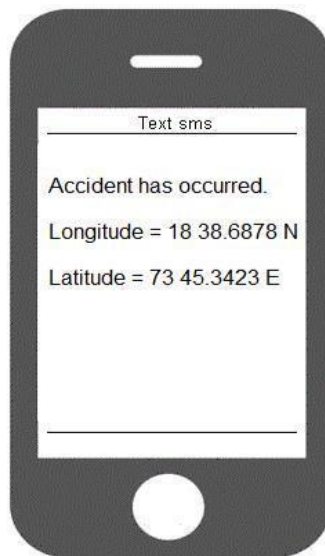 Text sms
Accident has occurred.
Longitude = 18 38.6878 N
Latitude = 73 45.3423 E